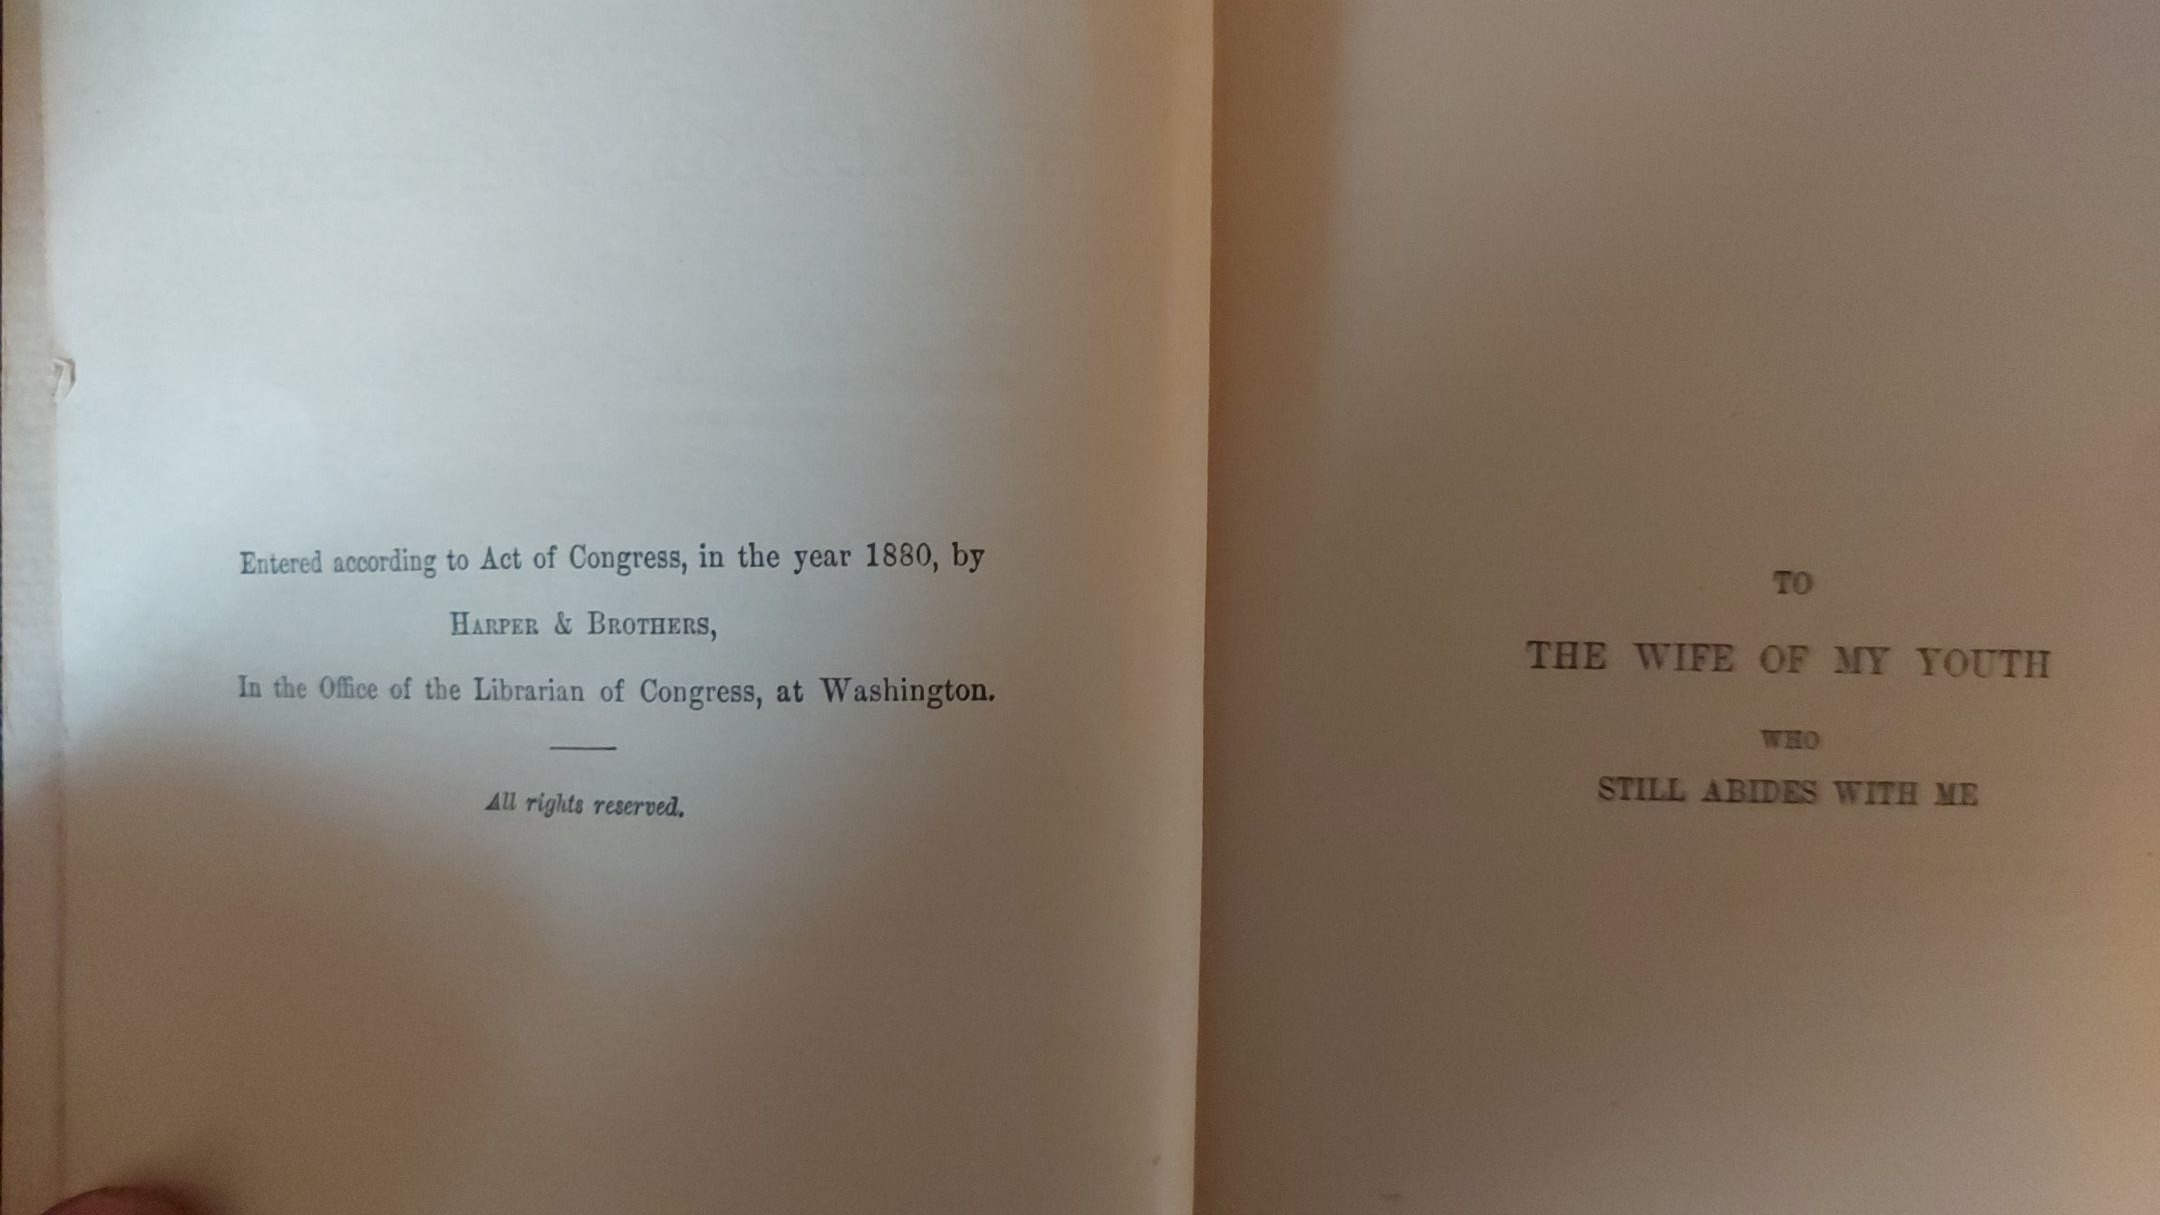 Entered according to Act of Congress, in the year 1880, by
HARPER & BROTHERS,
In the Office of the Librarian of Congress, at Washington.
All rights reserved.
TO
THE WIFE OF MY YOUTH
WHO
STILL ABIDES WITH ME